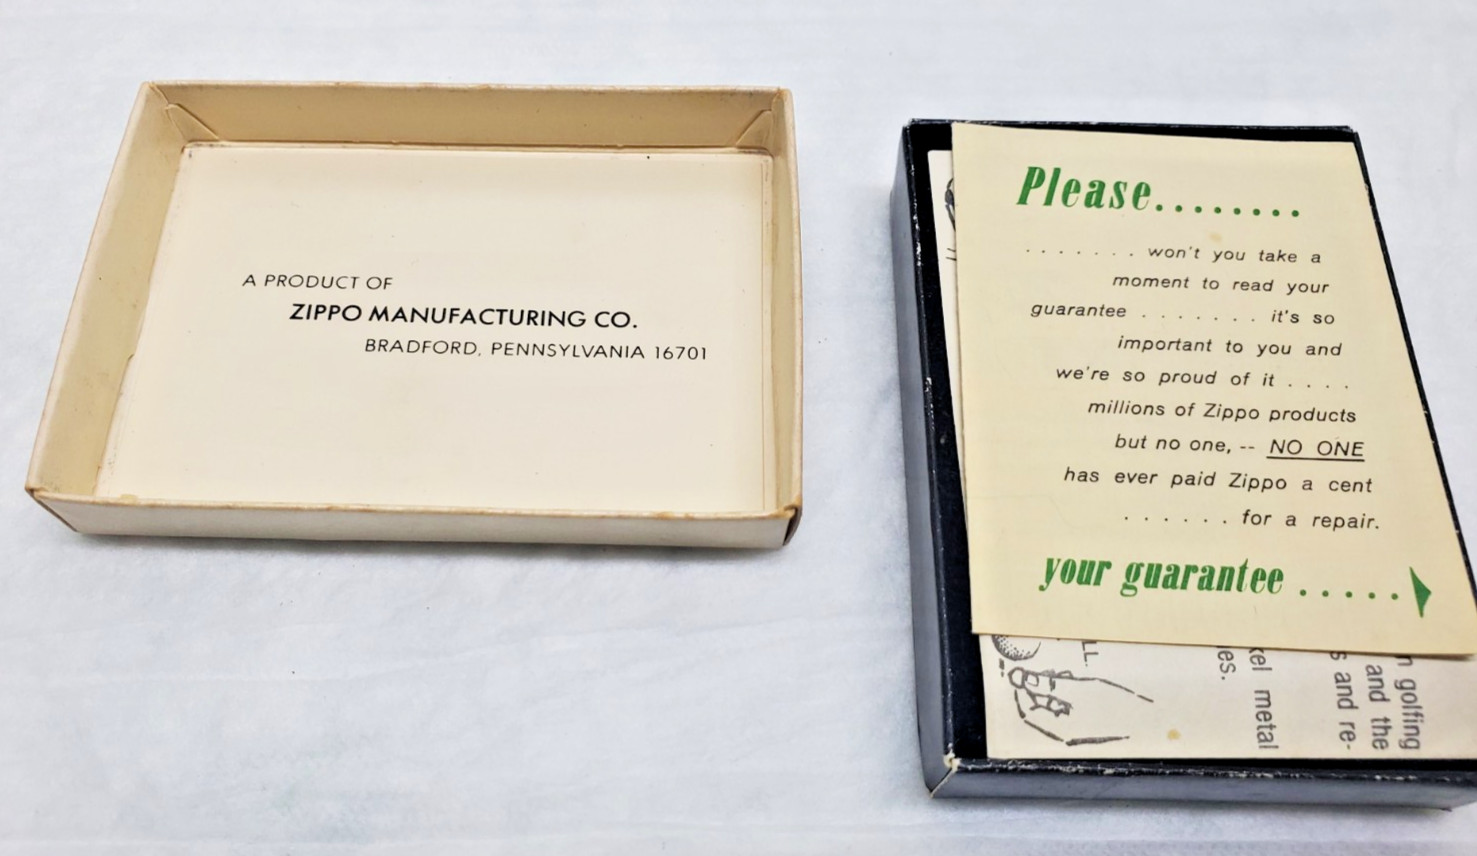 A PRODUCT OF
ZIPPO MANUFACTURING CO.
BRADFORD, PENNSYLVANIA 16701
Please........
....... won't you take a
moment to read your
guarantee ....... it's so
important to you and
we're so proud of it ....
millions of Zippo products
but no one, -- NO ONE
has ever paid Zippo a cent
...... for a repair.
your guarantee .....
golfing
and the
and re-
metal